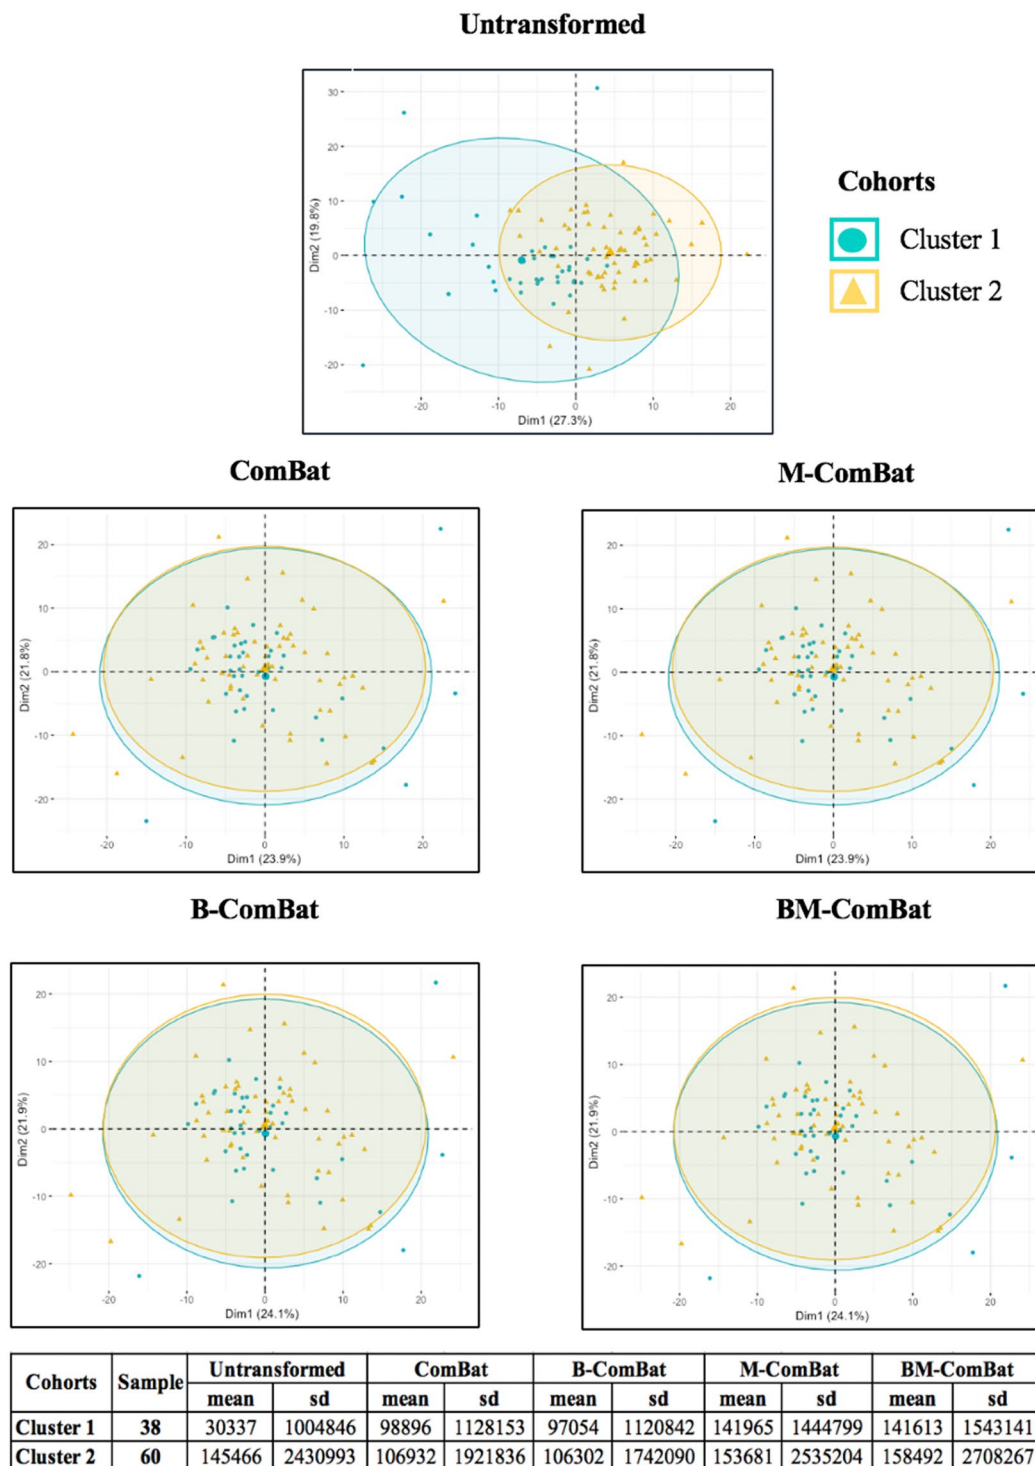 Untransformed
30
20
10
0
-10
-20
Dim2 (19.8%)
-20 -10 0 10 20
Dim1 (27.3%)
Cohorts
Cluster 1
Cluster 2
ComBat
20
10
0
-10
-20
Dim2 (21.8%)
-20 -10 0 10 20
Dim1 (23.9%)
M-ComBat
20
10
0
-10
-20
Dim2 (21.8%)
-20 -10 0 10 20
Dim1 (23.9%)
B-ComBat
20
10
0
-10
-20
Dim2 (21.9%)
-20 -10 0 10 20
Dim1 (24.1%)
BM-ComBat
20
10
0
-10
-20
Dim2 (21.9%)
-20 -10 0 10 20
Dim1 (24.1%)
Cohorts Sample Untransformed ComBat B-ComBat M-ComBat BM-ComBat
mean sd mean sd mean sd mean sd mean sd
Cluster 1 38 30337 1004846 98896 1128153 97054 1120842 141965 1444799 141613 1543141
Cluster 2 60 145466 2430993 106932 1921836 106302 1742090 153681 2535204 158492 2708267